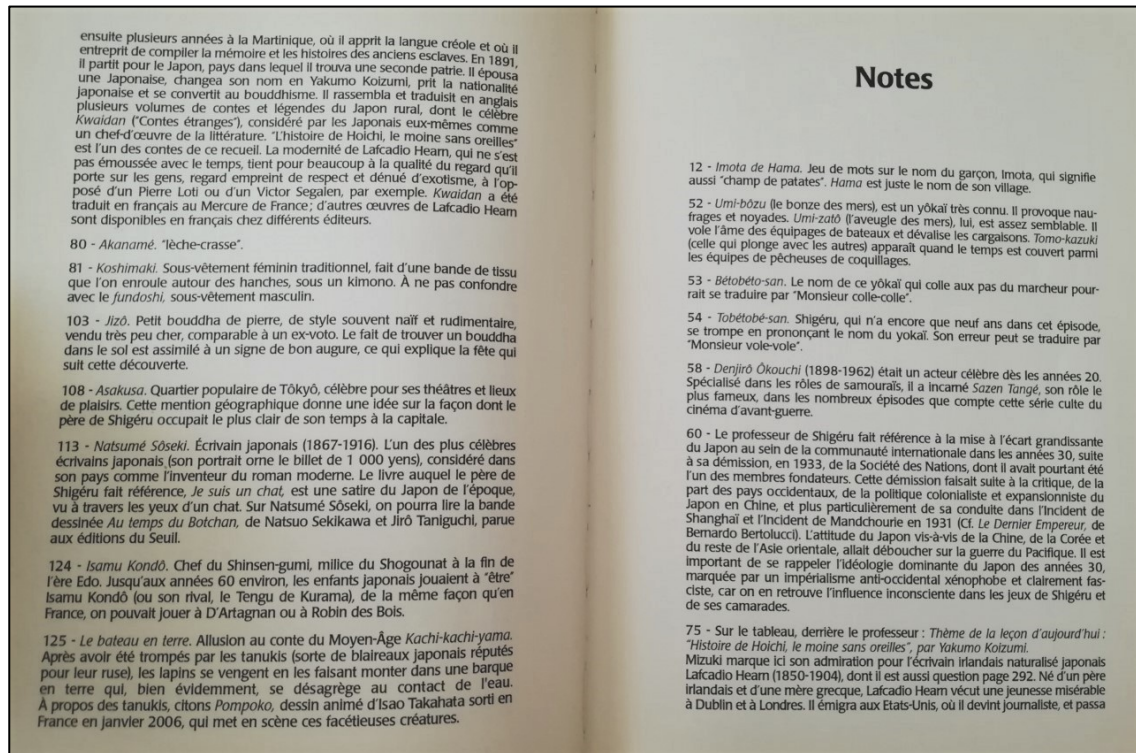 Notes
12 - Imota de Hama. Jeu de mots sur le nom du garçon, Imota, qui signifie
aussi "champ de patates". Hama est juste le nom de son village.
52 - Umi-bôzu (le bonze des mers), est un yôkaï très connu. Il provoque nau-
frages et noyades. Umi-zatô (l'aveugle des mers), lui, est assez semblable. Il
vole l'âme des équipages de bateaux et dévalise les cargaisons. Tomo-kazuki
(celle qui plonge avec les autres) apparaît quand le temps est couvert parmi
les équipes de pêcheuses de coquillages.
53 - Bétobéto-san. Le nom de ce yôkaï qui colle aux pas du marcheur pour-
rait se traduire par "Monsieur colle-colle".
54 - Tobétobé-san. Shigéru, qui n'a encore que neuf ans dans cet épisode,
se trompe en prononçant le nom du yokaï. Son erreur peut se traduire par
"Monsieur vole-vole".
58 - Denjirô Ôkouchi (1898-1962) était un acteur célèbre dès les années 20.
Spécialisé dans les rôles de samouraïs, il a incarné Sazen Tangé, son rôle le
plus fameux, dans les nombreux épisodes que compte cette série culte du
cinéma d'avant-guerre.
60 - Le professeur de Shigéru fait référence à la mise à l'écart grandissante
du Japon au sein de la communauté internationale dans les années 30, suite
à sa démission, en 1933, de la Société des Nations, dont il avait pourtant été
l'un des membres fondateurs. Cette démission faisait suite à la critique, de la
part des pays occidentaux, de la politique colonialiste et expansionniste du
Japon en Chine, et plus particulièrement de sa conduite dans l'Incident de
Shanghaï et l'Incident de Mandchourie en 1931 (Cf. Le Dernier Empereur, de
Bernardo Bertolucci). L'attitude du Japon vis-à-vis de la Chine, de la Corée et
du reste de l'Asie orientale, allait déboucher sur la guerre du Pacifique. Il est
important de se rappeler l'idéologie dominante du Japon des années 30,
marquée par un impérialisme anti-occidental xénophobe et clairement fas-
ciste, car on en retrouve l'influence inconsciente dans les jeux de Shigéru et
de ses camarades.
75 - Sur le tableau, derrière le professeur : Thème de la leçon d'aujourd'hui :
"Histoire de Hoïchi, le moine sans oreilles", par Yakumo Koizumi.
Mizuki marque ici son admiration pour l'écrivain irlandais naturalisé japonais
Lafcadio Hearn (1850-1904), dont il est aussi question page 292. Né d'un père
irlandais et d'une mère grecque, Lafcadio Hearn vécut une jeunesse misérable
à Dublin et à Londres. Il émigra aux Etats-Unis, où il devint journaliste, et passa
ensuite plusieurs années à la Martinique, où il apprit la langue créole et où il
entreprit de compiler la mémoire et les histoires des anciens esclaves. En 1891,
il partit pour le Japon, pays dans lequel il trouva une seconde patrie. Il épousa
une Japonaise, changea son nom en Yakumo Koizumi, prit la nationalité
japonaise et se convertit au bouddhisme. Il rassembla et traduisit en anglais
plusieurs volumes de contes et légendes du Japon rural, dont le célèbre
Kwaidan ("Contes étranges"), considéré par les Japonais eux-mêmes comme
un chef-d'œuvre de la littérature. "L'histoire de Hoichi, le moine sans oreilles"
est l'un des contes de ce recueil. La modernité de Lafcadio Hearn, qui ne s'est
pas émoussée avec le temps, tient pour beaucoup à la qualité du regard qu'il
porte sur les gens, regard empreint de respect et dénué d'exotisme, à l'op-
posé d'un Pierre Loti ou d'un Victor Segalen, par exemple. Kwaidan a été
traduit en français au Mercure de France ; d'autres œuvres de Lafcadio Hearn
sont disponibles en français chez différents éditeurs.
80 - Akanamé. "lèche-crasse".
81 - Koshimaki. Sous-vêtement féminin traditionnel, fait d'une bande de tissu
que l'on enroule autour des hanches, sous un kimono. À ne pas confondre
avec le fundoshi, sous-vêtement masculin.
103 - Jizô. Petit bouddha de pierre, de style souvent naïf et rudimentaire,
vendu très peu cher, comparable à un ex-voto. Le fait de trouver un bouddha
dans le sol est assimilé à un signe de bon augure, ce qui explique la fête qui
suit cette découverte.
108 - Asakusa. Quartier populaire de Tôkyô, célèbre pour ses théâtres et lieux
de plaisirs. Cette mention géographique donne une idée sur la façon dont le
père de Shigéru occupait le plus clair de son temps à la capitale.
113 - Natsumé Sôseki. Écrivain japonais (1867-1916). L'un des plus célèbres
écrivains japonais (son portrait orne le billet de 1 000 yens), considéré dans
son pays comme l'inventeur du roman moderne. Le livre auquel le père de
Shigéru fait référence, Je suis un chat, est une satire du Japon de l'époque,
vu à travers les yeux d'un chat. Sur Natsumé Sôseki, on pourra lire la bande
dessinée Au temps du Botchan, de Natsuo Sekikawa et Jirô Taniguchi, parue
aux éditions du Seuil.
124 - Isamu Kondô. Chef du Shinsen-gumi, milice du Shogounat à la fin de
l'ère Edo. Jusqu'aux années 60 environ, les enfants japonais jouaient à "être"
Isamu Kondô (ou son rival, le Tengu de Kurama), de la même façon qu'en
France, on pouvait jouer à D'Artagnan ou à Robin des Bois.
125 - Le bateau en terre. Allusion au conte du Moyen-Âge Kachi-kachi-yama.
Après avoir été trompés par les tanukis (sorte de blaireaux japonais réputés
pour leur ruse), les lapins se vengent en les faisant monter dans une barque
en terre qui, bien évidemment, se désagrège au contact de l'eau.
À propos des tanukis, citons Pompoko, dessin animé d'Isao Takahata sorti en
France en janvier 2006, qui met en scène ces facétieuses créatures.